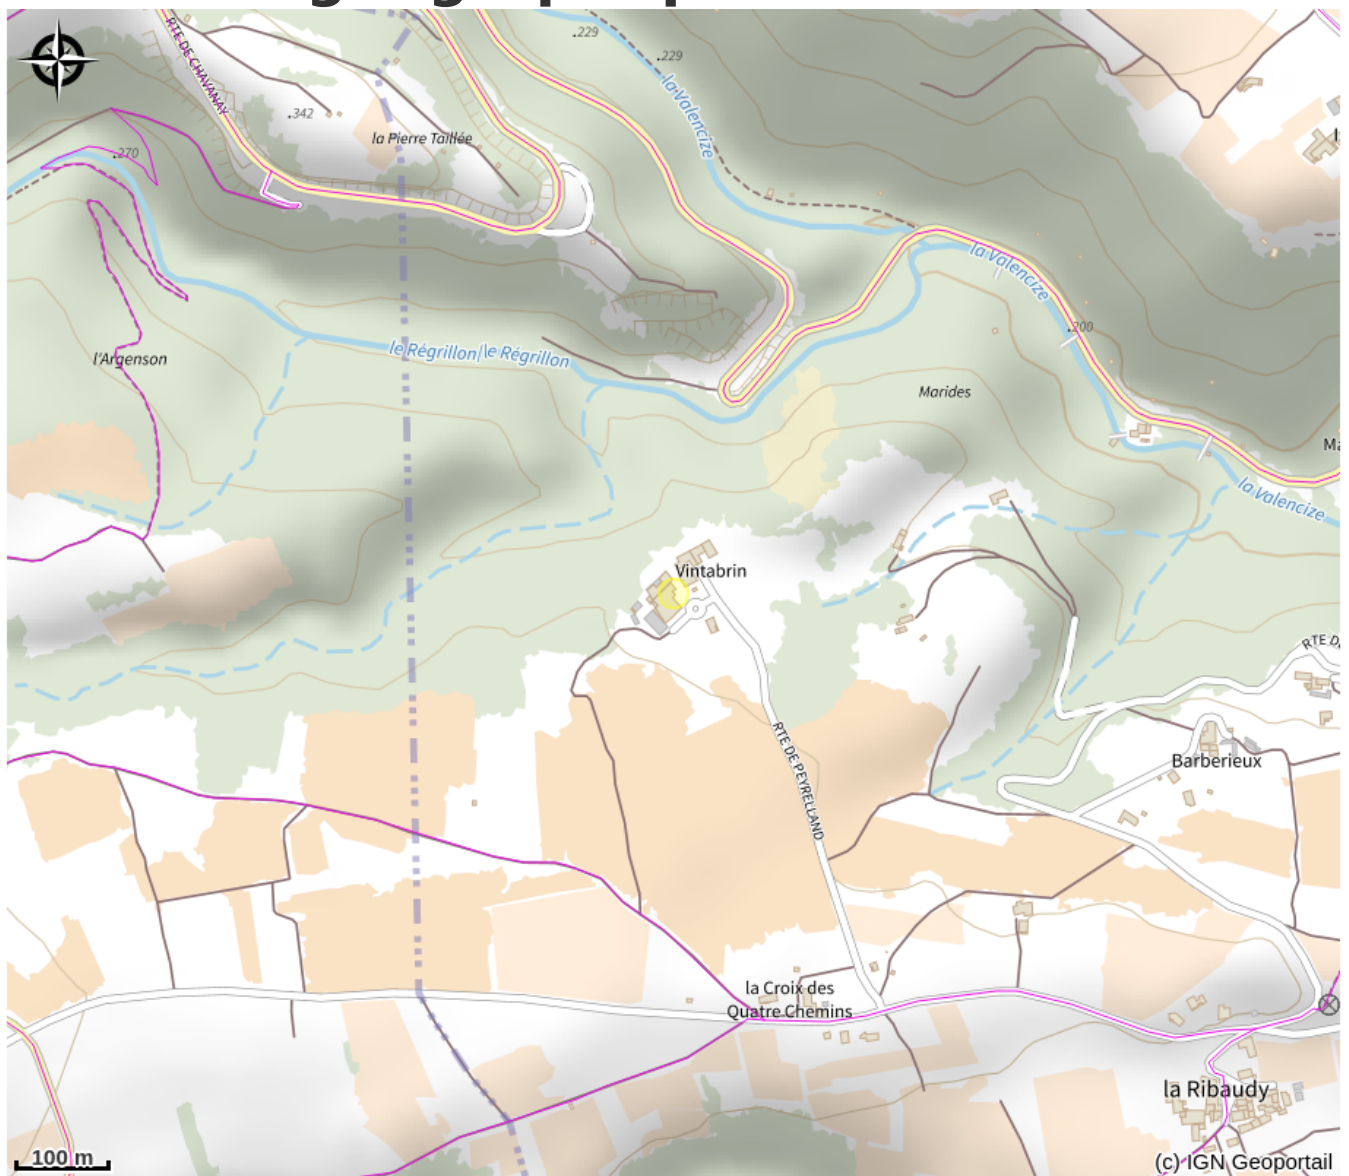 RTE DE CHAVANAY
.229
.229
la Valencize
.342
la Pierre Taillée
.270
la Valencize
.200
l'Argenson
le Régrillon
le Régrillon
Marides
la Valencize
Vintabrin
RTE DE PEYRELLAND
Barberieux
la Croix des
Quatre Chemins
la Ribaudy
100 m
(c) IGN Geoportail